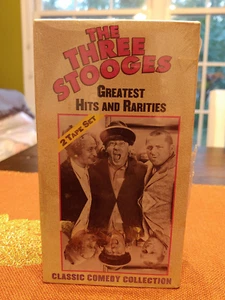 THE
THREE
STOOGES
GREATEST
HITS AND RARITIES
2 TAPE SET
CLASSIC COMEDY COLLECTION